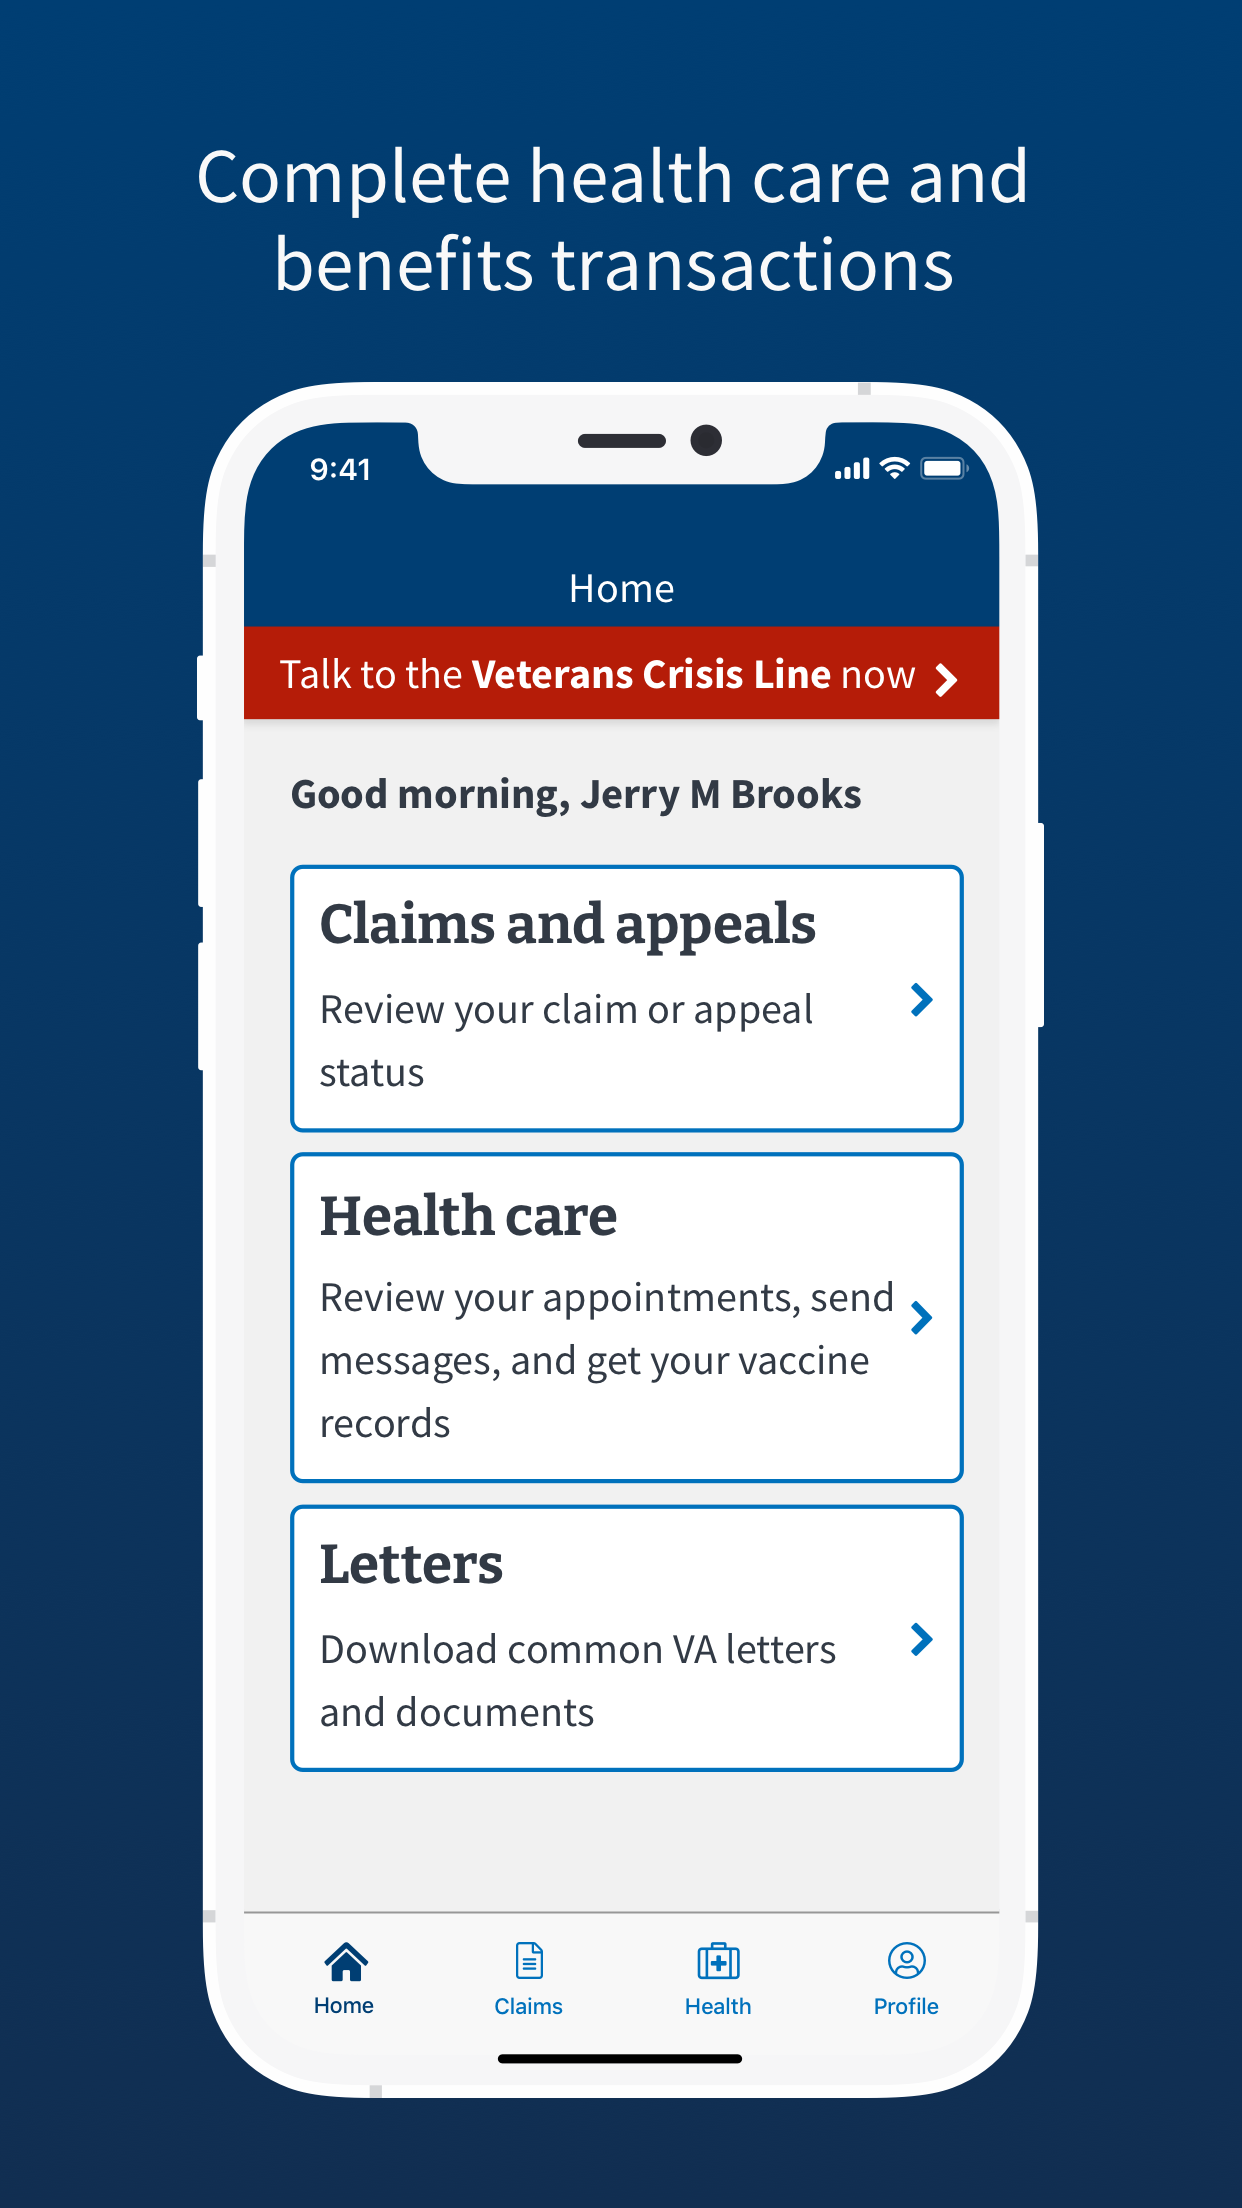 Complete health care and
benefits transactions
9:41
Home
Talk to the Veterans Crisis Line now
Good morning, Jerry M Brooks
Claims and appeals
Review your claim or appeal
status
Health care
Review your appointments, send
messages, and get your vaccine
records
Letters
Download common VA letters
and documents
Home
Claims
Health
Profile